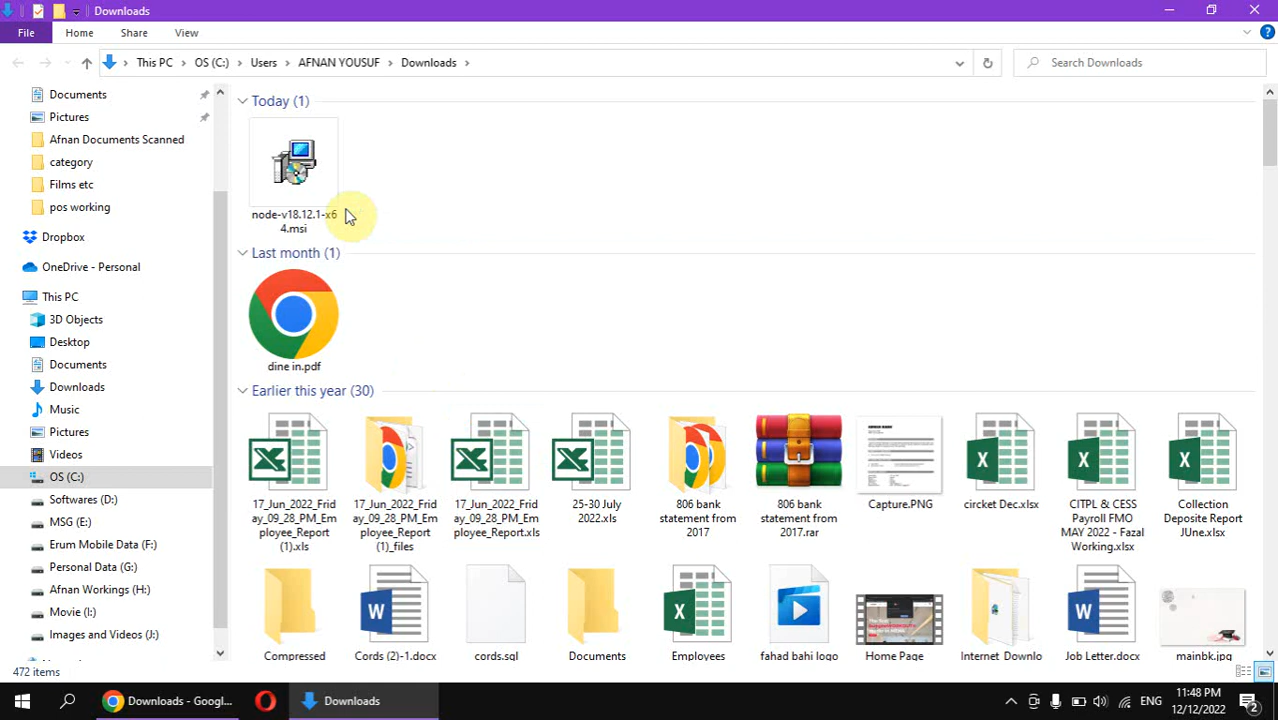 Downloads
File
Home
Share
View
This PC
OS (C:)
Users
AFNAN YOUSUF
Downloads
Search Downloads
Documents
Pictures
Afnan Documents Scanned
category
Films etc
pos working
Dropbox
OneDrive - Personal
This PC
3D Objects
Desktop
Documents
Downloads
Music
Pictures
Videos
OS (C:)
Softwares (D:)
MSG (E:)
Erum Mobile Data (F:)
Personal Data (G:)
Afnan Workings (H:)
Movie (I:)
Images and Videos (J:)
Today (1)
node-v18.12.1-x6
4.msi
Last month (1)
dine in.pdf
Earlier this year (30)
17_Jun_2022_Frid
ay_09_28_PM_Em
ployee_Report
(1).xls
17_Jun_2022_Frid
ay_09_28_PM_Em
ployee_Report
(1)_files
17_Jun_2022_Frid
ay_09_28_PM_Em
ployee_Report.xls
25-30 July
2022.xls
806 bank
statement from
2017
806 bank
statement from
2017.rar
Capture.PNG
circket Dec.xlsx
CITPL & CESS
Payroll FMO
MAY 2022 - Fazal
Working.xlsx
Collection
Deposite Report
JUne.xlsx
Compressed
Cords (2)-1.docx
cords.sql
Documents
Employees
fahad bahi logo
Home Page
Internet Downlo
Job Letter.docx
mainbk.jpg
472 items
Downloads - Googl...
Downloads
ENG
11:48 PM
12/12/2022
2